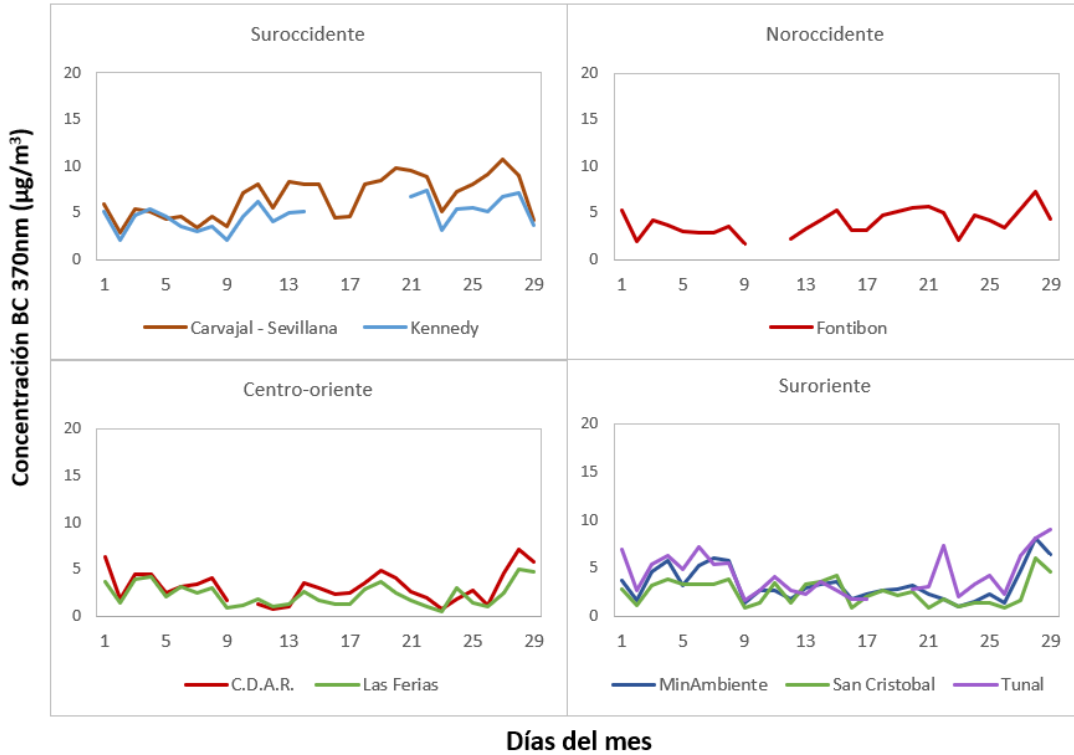 Concentración BC 370nm (µg/m³)
Suroccidente
20
15
10
5
0
1 5 9 13 17 21 25 29
Carvajal - Sevillana Kennedy
Noroccidente
20
15
10
5
0
1 5 9 13 17 21 25 29
Fontibon
Centro-oriente
20
15
10
5
0
1 5 9 13 17 21 25 29
C.D.A.R. Las Ferias
Suroriente
20
15
10
5
0
1 5 9 13 17 21 25 29
MinAmbiente San Cristobal Tunal
Días del mes